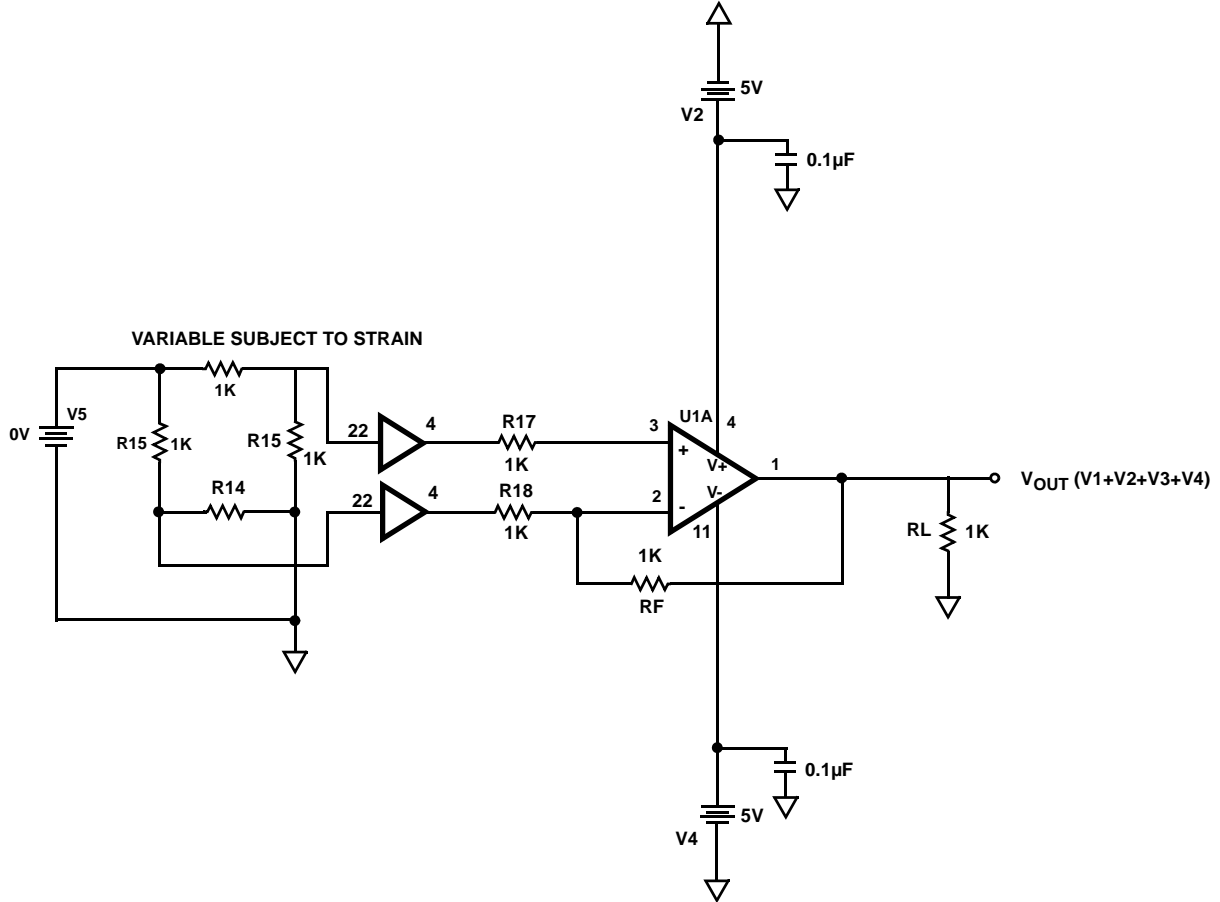 5V
V2
0.1µF
VARIABLE SUBJECT TO STRAIN
1K
V5
0V
R15
1K
R15
1K
R14
22
4
R17
1K
22
4
R18
1K
3
U1A
4
+
V+
1
2
V-
-
11
1K
RF
VOUT (V1+V2+V3+V4)
RL
1K
0.1µF
5V
V4